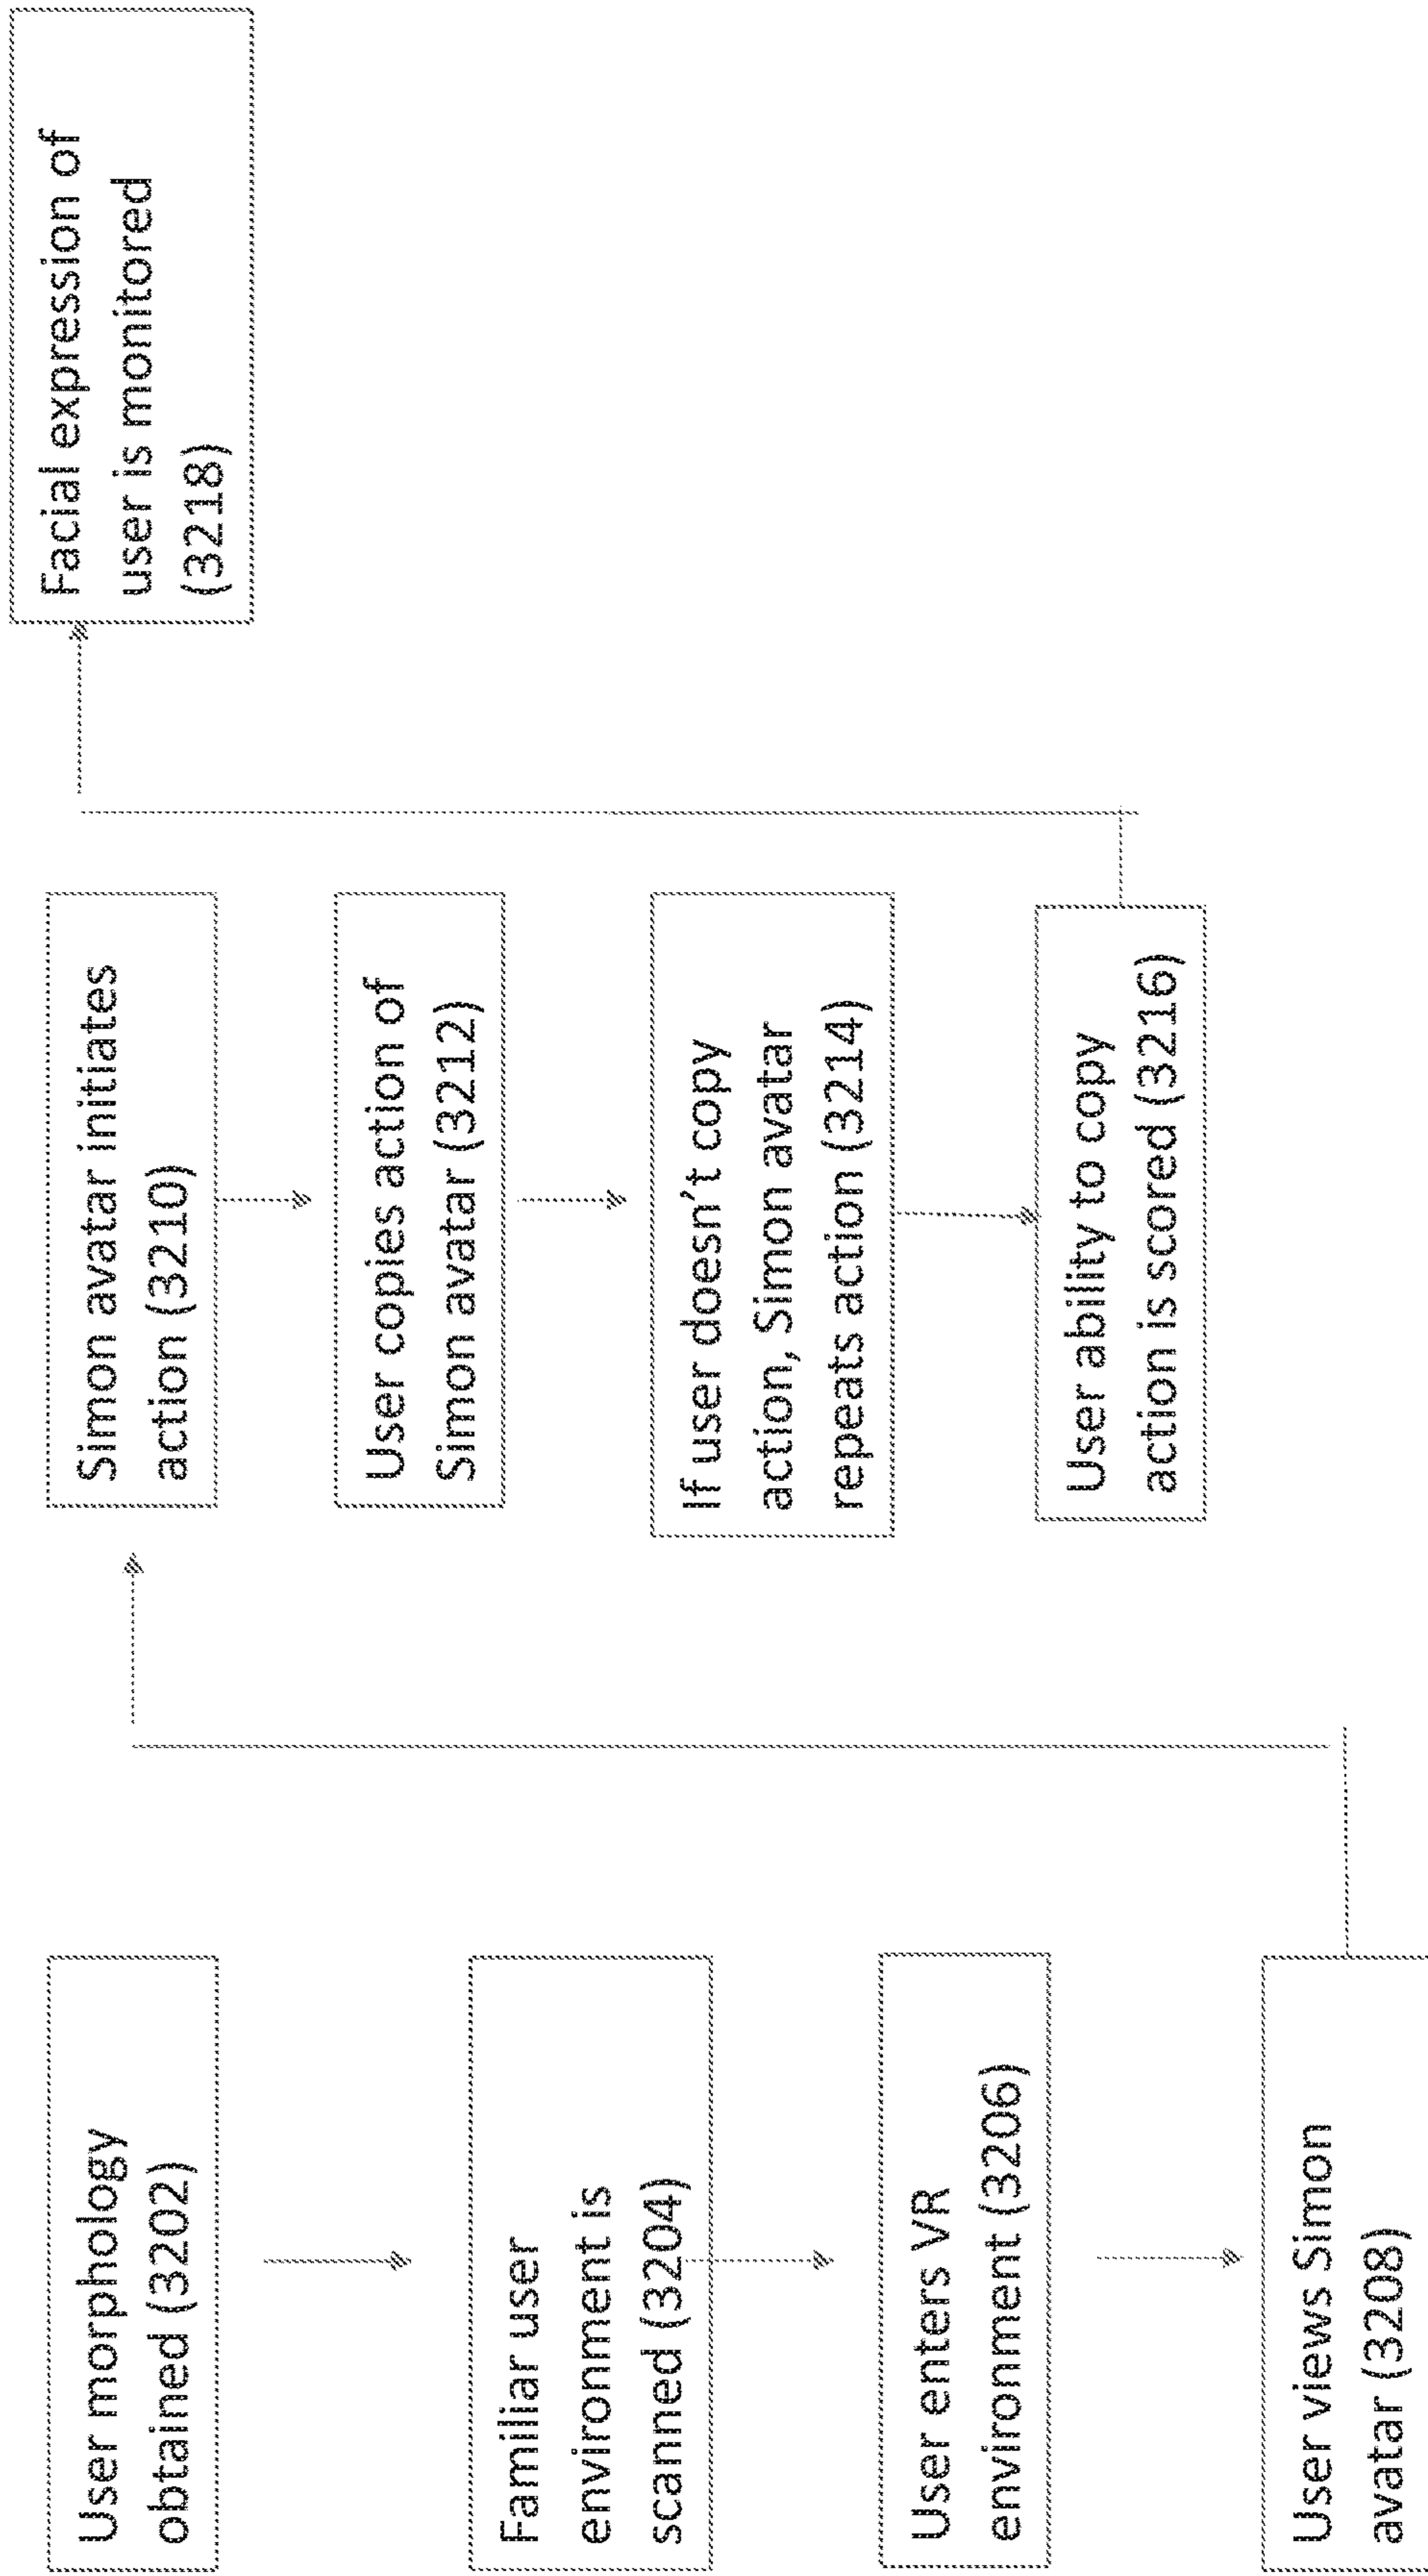 User morphology
obtained (3202)
Familiar user
environment is
scanned (3204)
User enters VR
environment (3206)
User views Simon
avatar (3208)
Simon avatar initiates
action (3210)
User copies action of
Simon avatar (3212)
If user doesn't copy
action, Simon avatar
repeats action (3214)
User ability to copy
action is scored (3216)
Facial expression of
user is monitored
(3218)